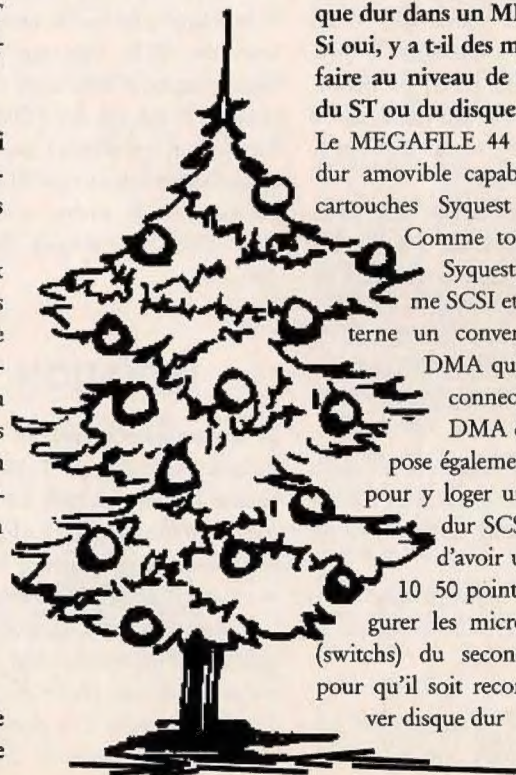 que dur dans un ME
Si oui, y a t-il des m
faire au niveau de
du ST ou du disque
Le MEGAFILE 44
dur amovible capab
cartouches Syquest
Comme to
Syquest
me SCSI et
terne un conver
DMA qu
connec
DMA
pose égaleme
pour y loger u
dur SCS
d'avoir u
10 50 point
gurer les micro
(switchs) du secon
pour qu'il soit recon
ver disque dur